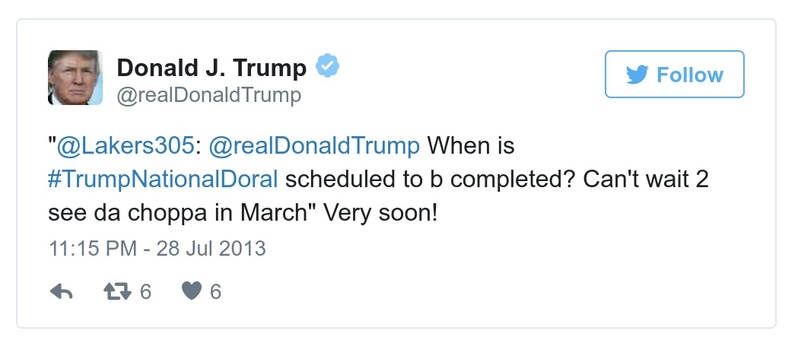 Donald J. Trump
@realDonaldTrump
Follow
"@Lakers305: @realDonaldTrump When is
#TrumpNationalDoral scheduled to b completed? Can't wait 2
see da choppa in March" Very soon!
11:15 PM - 28 Jul 2013
6 6